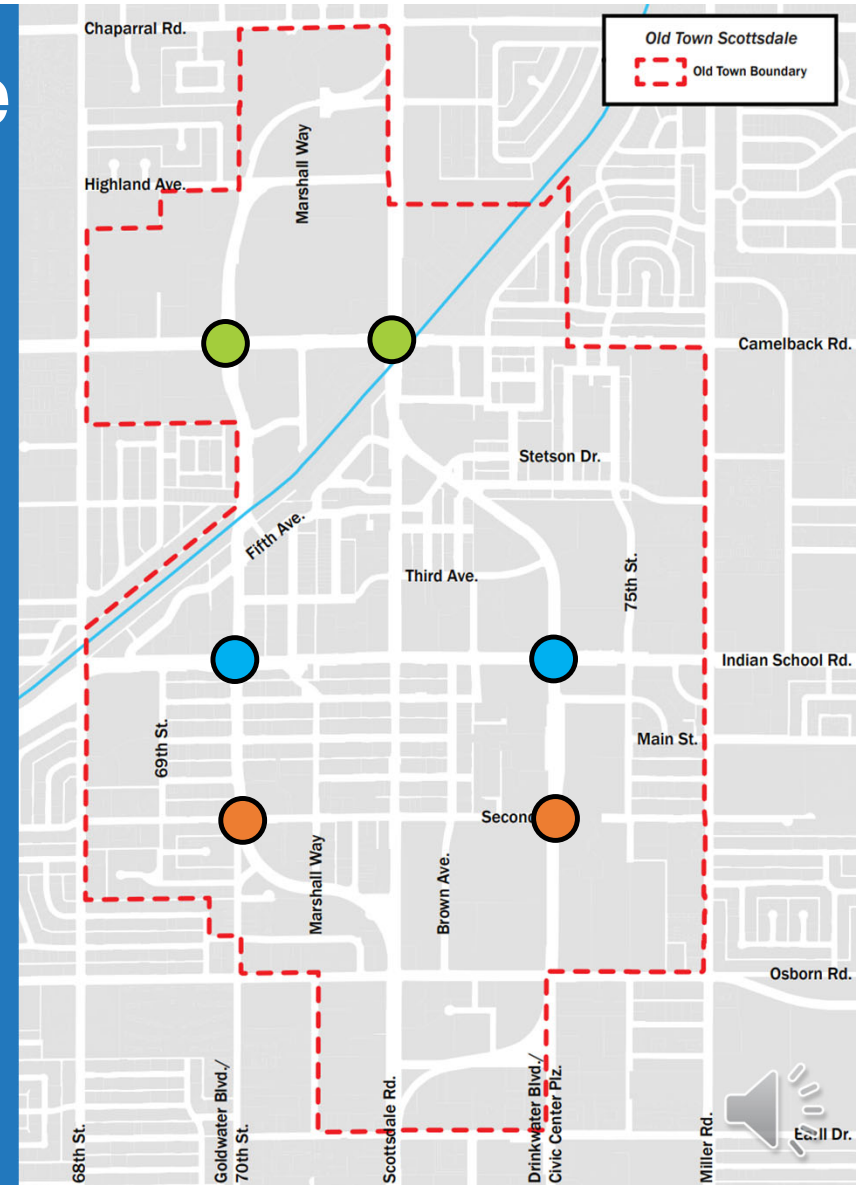 e
Chaparral Rd.
Old Town Scottsdale
Old Town Boundary
Marshall Way
Highland Ave.
Camelback Rd.
Stetson Dr.
Fifth Ave.
Third Ave.
75th St.
Indian School Rd.
69th St.
Main St.
Second
Marshall Way
Brown Ave.
Osborn Rd.
68th St.
Goldwater Blvd./
70th St.
Scottsdale Rd.
Drinkwater Blvd./
Civic Center Plz.
Miller Rd.
Earll Dr.